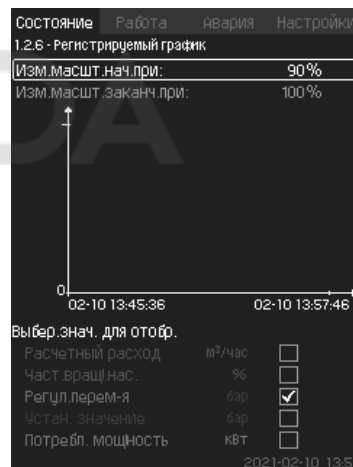 Состояние Работа Авария Настройки
1.2.6 - Регистрируемый график
Изм.масшт.нач.при: 90%
Изм.масшт.заканч.при: 100%
0
02-10 13:45:36 02-10 13:57:46
Выбер.знач. для отобр.
Расчетный расход м³/час
Част.вращ.нас. %
Регул.перем-я бар
Устан. значение бар
Потребл. мощность кВт
2021-02-10 13:5